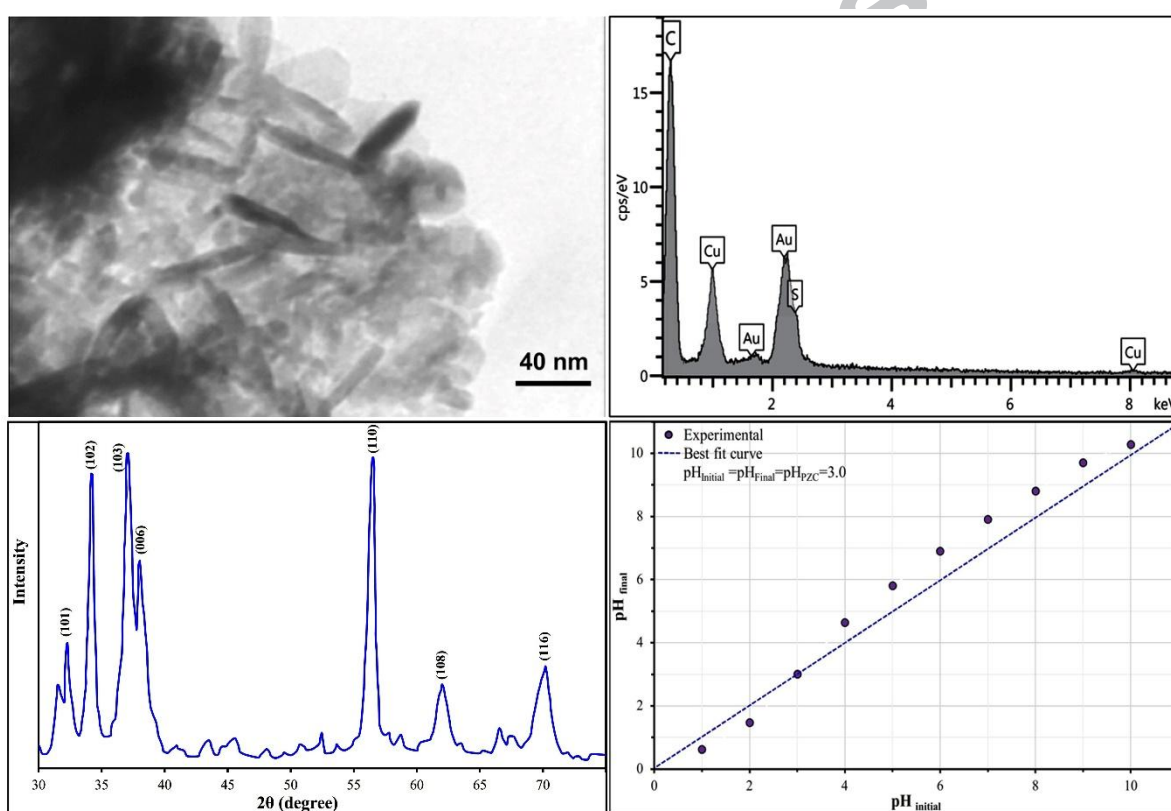 40 nm
C
Cu
Au
Au
S
Cu
15
10
5
0
2
4
6
8
keV
cps/eV
(101)
(102)
(103)
(006)
(110)
(108)
(116)
Intensity
30
35
40
45
50
55
60
65
70
2θ (degree)
Experimental
Best fit curve
pHInitial =pHFinal=pHPZC=3.0
10
8
6
4
2
0
0
2
4
6
8
10
pH final
pH initial